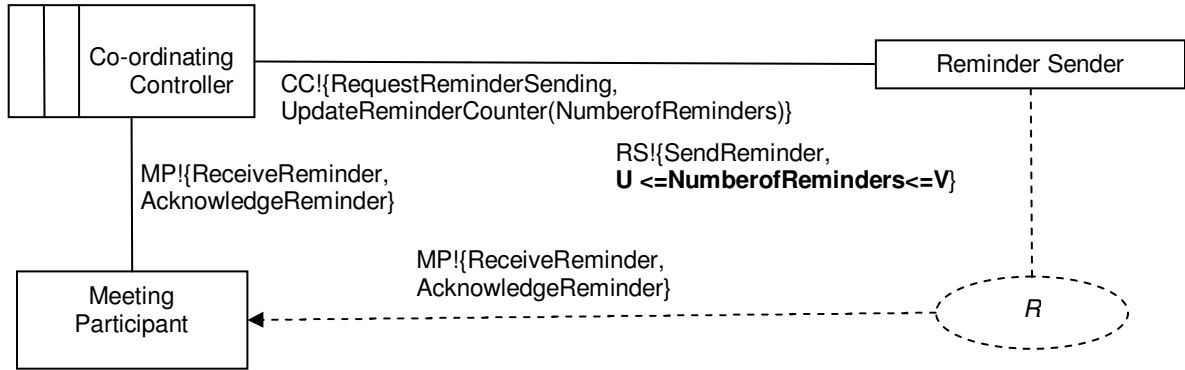 Co-ordinating
Controller
Reminder Sender
CC!{RequestReminderSending,
UpdateReminderCounter(NumberofReminders)}
RS!{SendReminder,
U <=NumberofReminders<=V}
MP!{ReceiveReminder,
AcknowledgeReminder}
MP!{ReceiveReminder,
AcknowledgeReminder}
Meeting
Participant
R